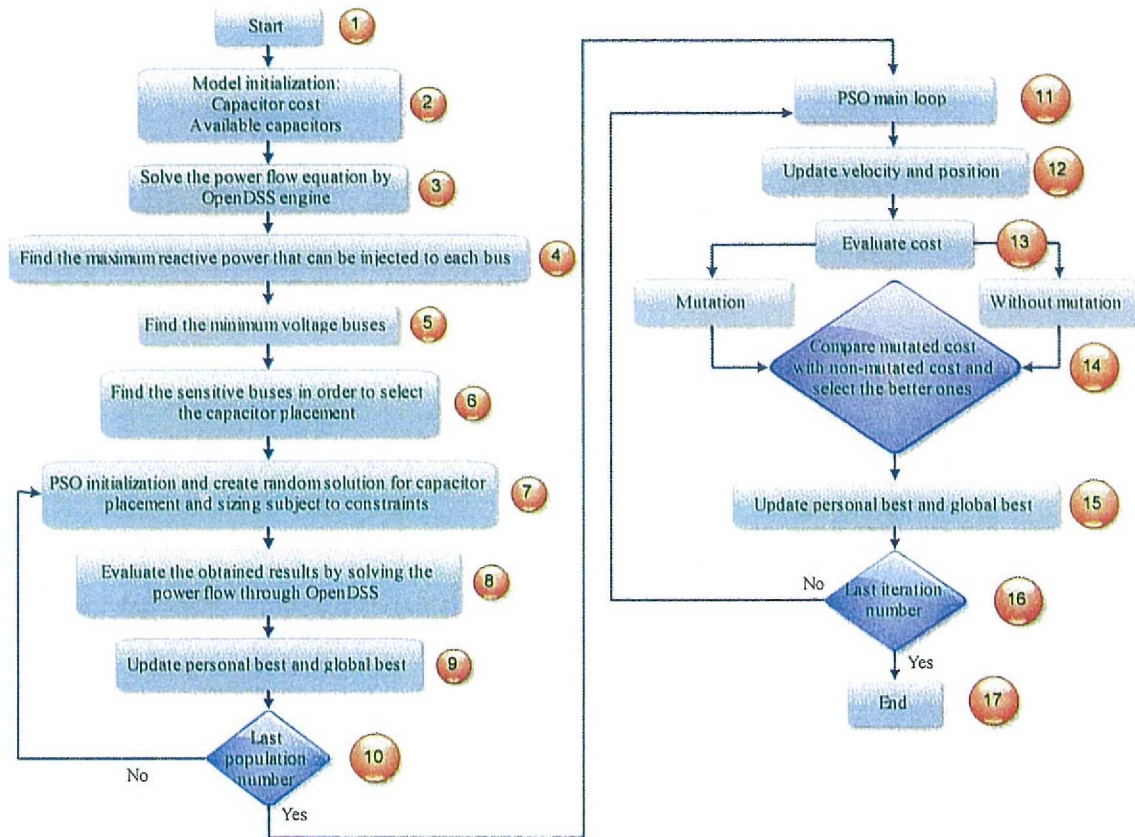 Start
1
Model initialization:
Capacitor cost
Available capacitors
2
Solve the power flow equation by
OpenDSS engine
3
Find the maximum reactive power that can be injected to each bus
4
Find the minimum voltage buses
5
Find the sensitive buses in order to select
the capacitor placement
6
PSO initialization and create random solution for capacitor
placement and sizing subject to constraints
7
Evaluate the obtained results by solving the
power flow through OpenDSS
8
Update personal best and global best
9
Last
population
number
10
No
Yes
PSO main loop
11
Update velocity and position
12
Evaluate cost
13
Mutation
Without mutation
Compare mutated cost
with non-mutated cost and
select the better ones
14
Update personal best and global best
15
Last iteration
number
16
No
Yes
End
17